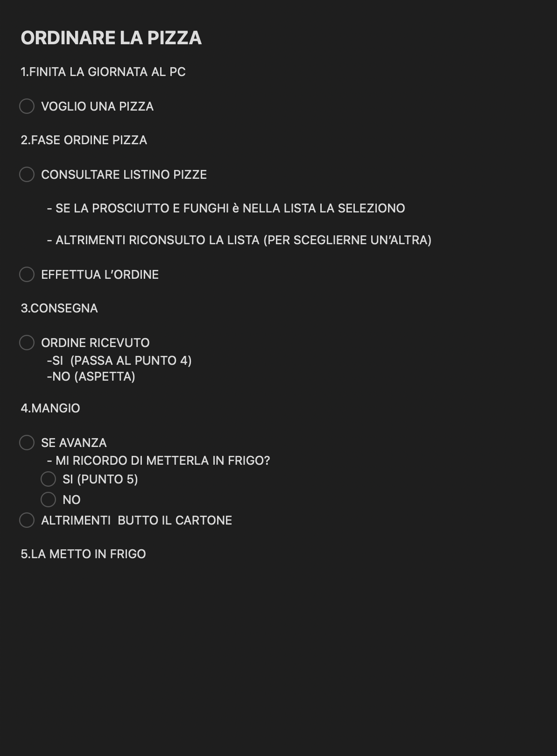 ORDINARE LA PIZZA
1.FINITA LA GIORNATA AL PC
VOGLIO UNA PIZZA
2.FASE ORDINE PIZZA
CONSULTARE LISTINO PIZZE
- SE LA PROSCIUTTO E FUNGHI è NELLA LISTA LA SELEZIONO
- ALTRIMENTI RICONSULTO LA LISTA (PER SCEGLIERNE UN'ALTRA)
EFFETTUA L'ORDINE
3.CONSEGNA
ORDINE RICEVUTO
-SI (PASSA AL PUNTO 4)
-NO (ASPETTA)
4.MANGIO
SE AVANZA
- MI RICORDO DI METTERLA IN FRIGO?
SI (PUNTO 5)
NO
ALTRIMENTI BUTTO IL CARTONE
5.LA METTO IN FRIGO